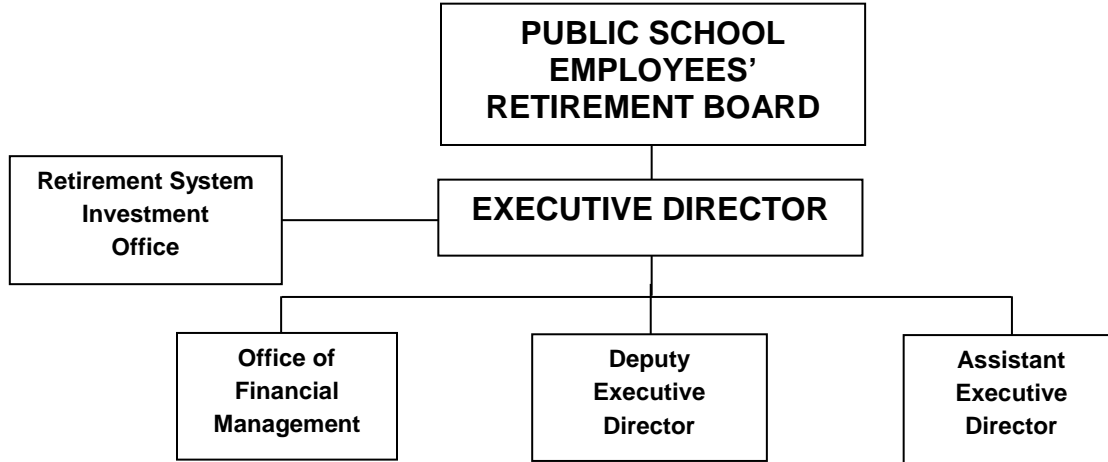 PUBLIC SCHOOL
EMPLOYEES’
RETIREMENT BOARD
Retirement System
Investment
Office
EXECUTIVE DIRECTOR
Office of
Financial
Management
Deputy
Executive
Director
Assistant
Executive
Director